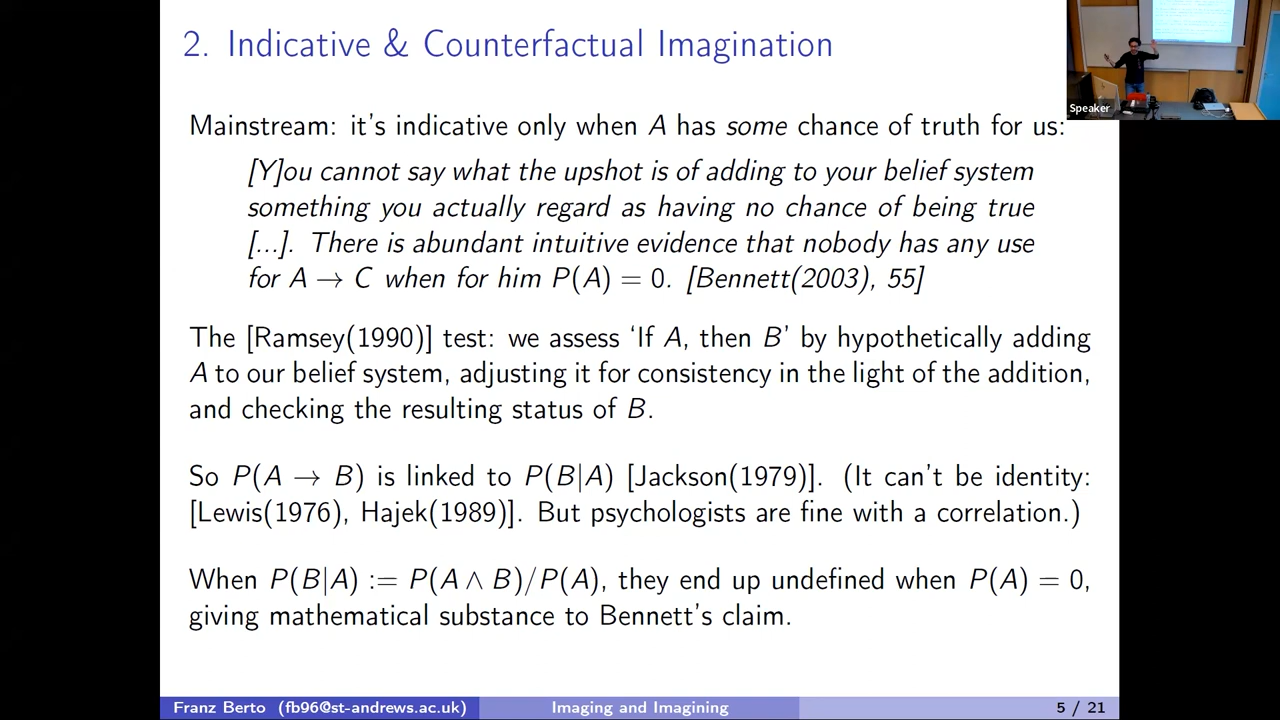 2. Indicative & Counterfactual Imagination
Speaker
Mainstream: it's indicative only when A has some chance of truth for us:
[Y]ou cannot say what the upshot is of adding to your belief system
something you actually regard as having no chance of being true
[...]. There is abundant intuitive evidence that nobody has any use
for A → C when for him P(A) = 0. [Bennett(2003), 55]
The [Ramsey(1990)] test: we assess ‘If A, then B’ by hypothetically adding
A to our belief system, adjusting it for consistency in the light of the addition,
and checking the resulting status of B.
So P(A → B) is linked to P(B|A) [Jackson(1979)]. (It can't be identity:
[Lewis(1976), Hajek(1989)]. But psychologists are fine with a correlation.)
When P(B|A) := P(A ∧ B)/P(A), they end up undefined when P(A) = 0,
giving mathematical substance to Bennett's claim.
Franz Berto (fb96@st-andrews.ac.uk)
Imaging and Imagining
5 / 21